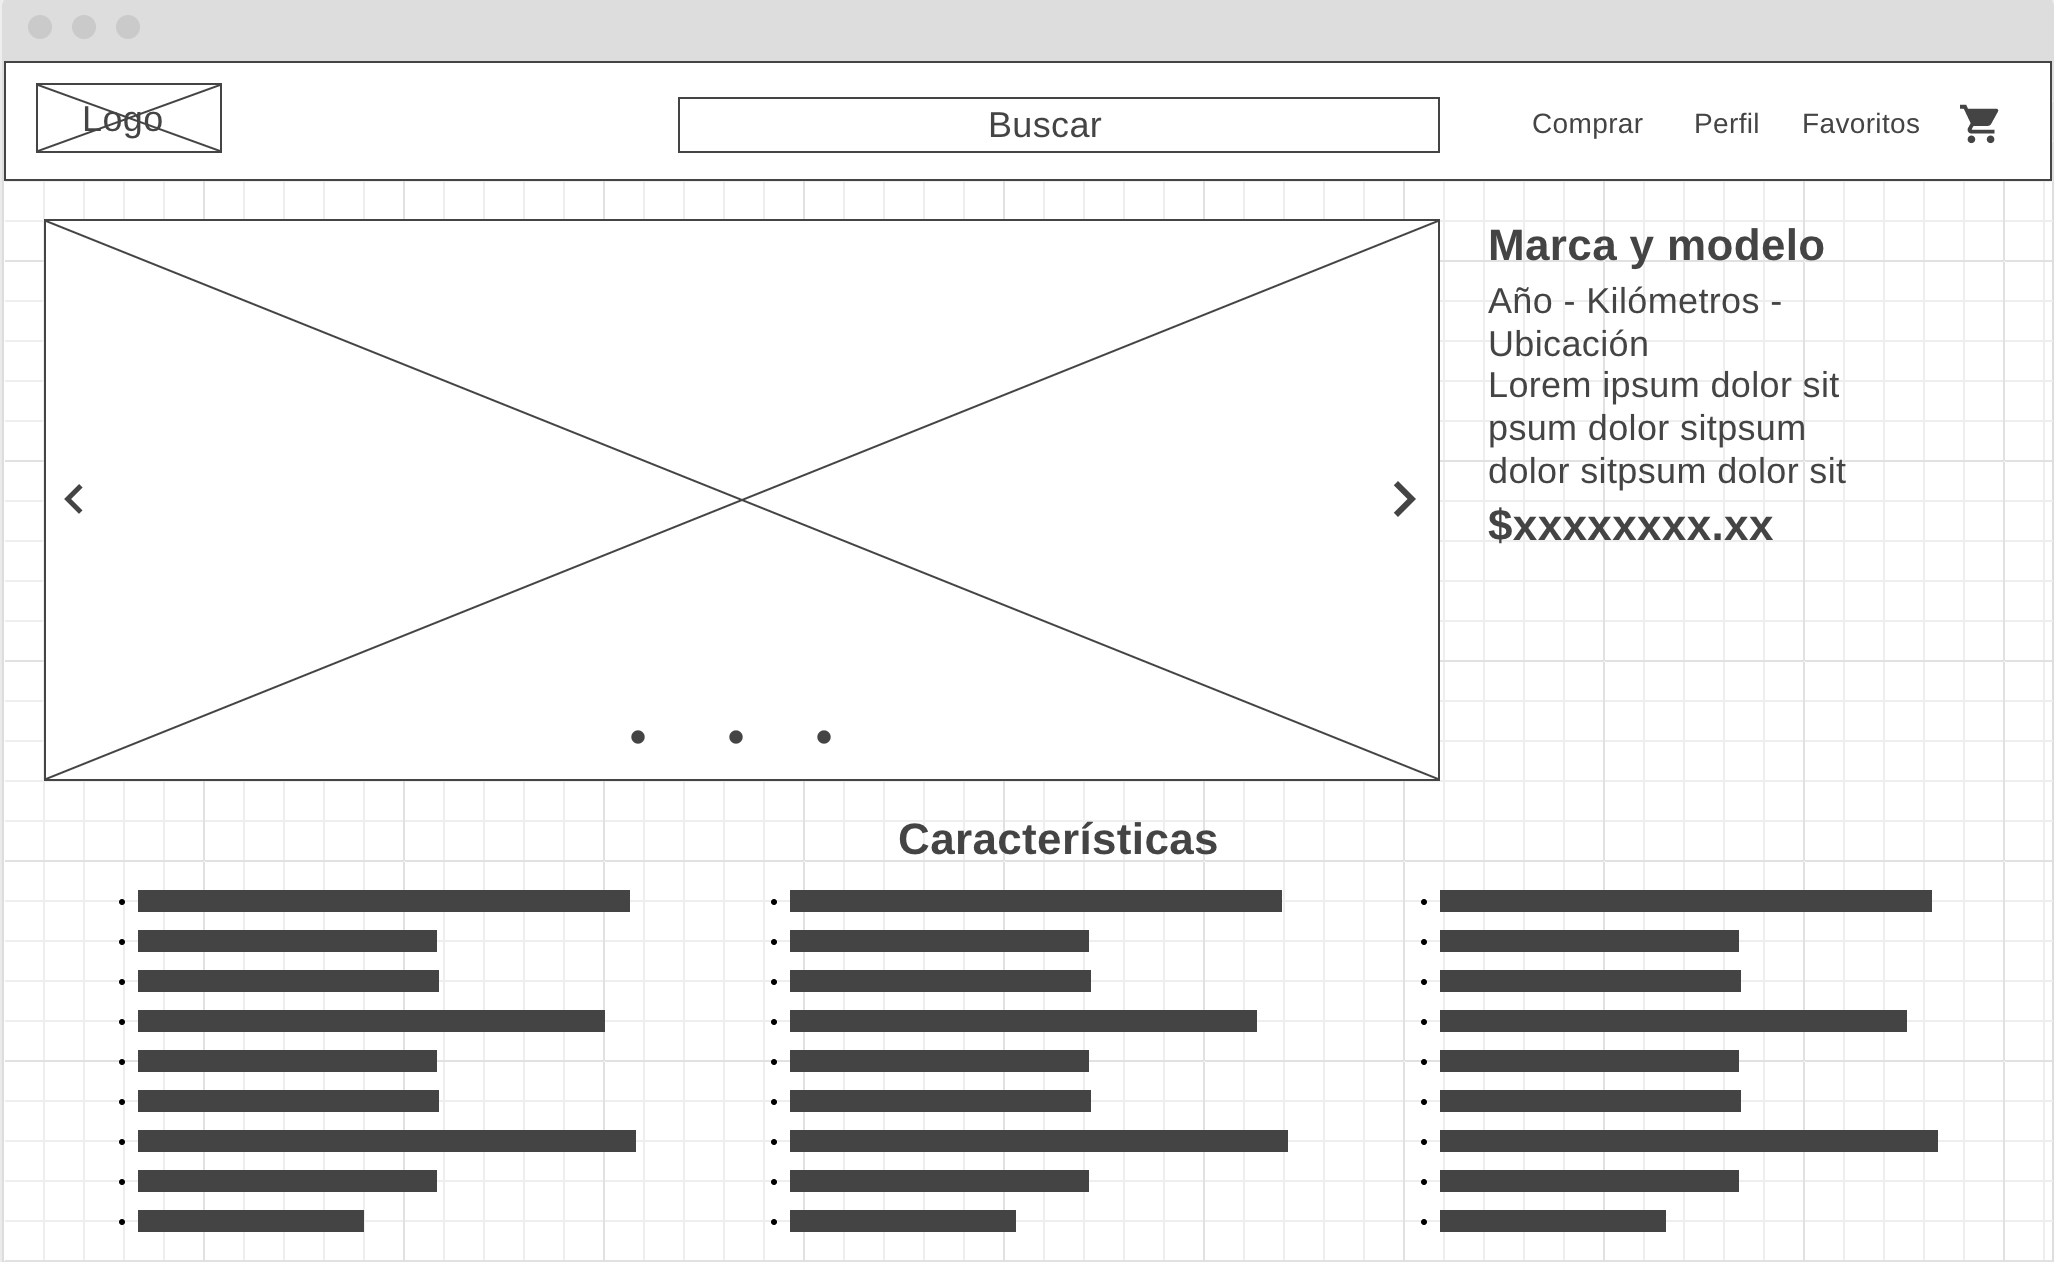 Logo
Buscar
Comprar
Perfil
Favoritos
Marca y modelo
Año - Kilómetros -
Ubicación
Lorem ipsum dolor sit
psum dolor sitpsum
dolor sitpsum dolor sit
$xxxxxxxx.xx
Características